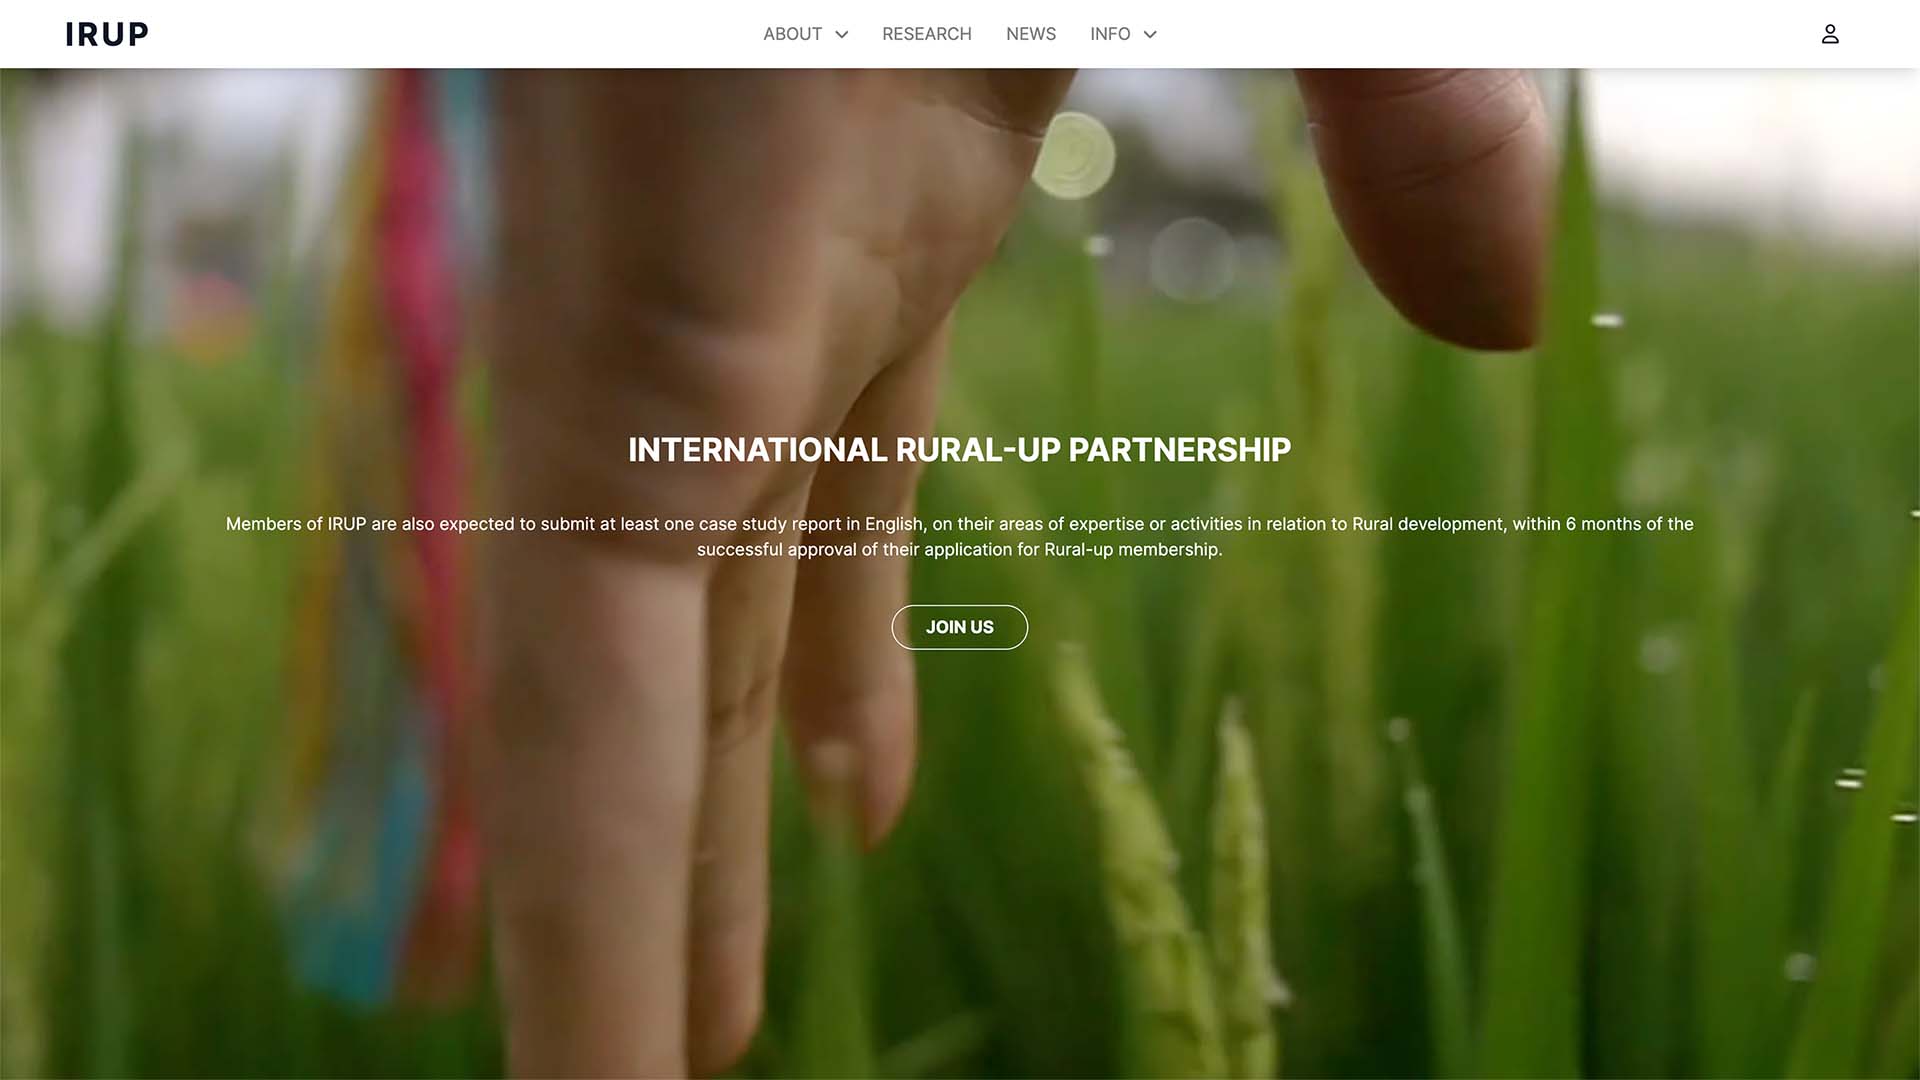 IRUP
ABOUT
RESEARCH
NEWS
INFO
INTERNATIONAL RURAL-UP PARTNERSHIP
Members of IRUP are also expected to submit at least one case study report in English, on their areas of expertise or activities in relation to Rural development, within 6 months of the
successful approval of their application for Rural-up membership.
JOIN US